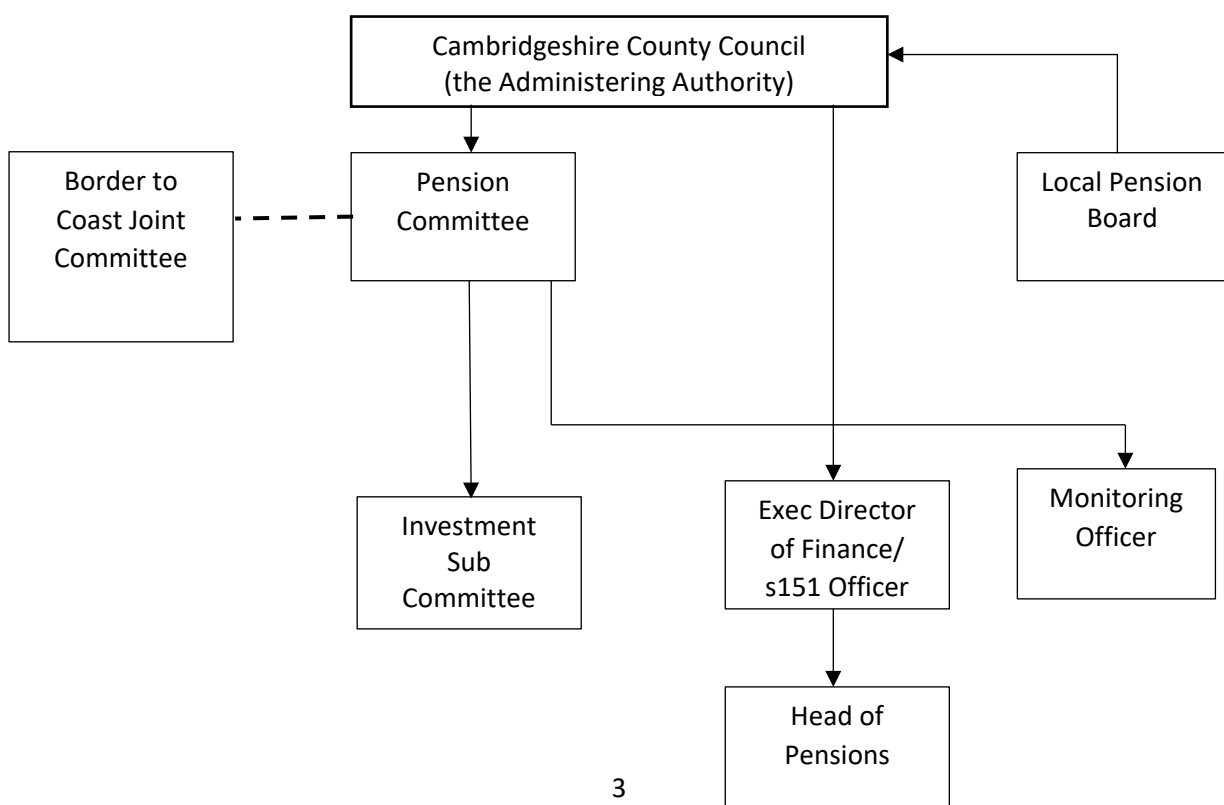 Cambridgeshire County Council
(the Administering Authority)
Border to
Coast Joint
Committee
Pension
Committee
Local Pension
Board
Investment
Sub
Committee
Exec Director
of Finance/
s151 Officer
Monitoring
Officer
Head of
Pensions
3